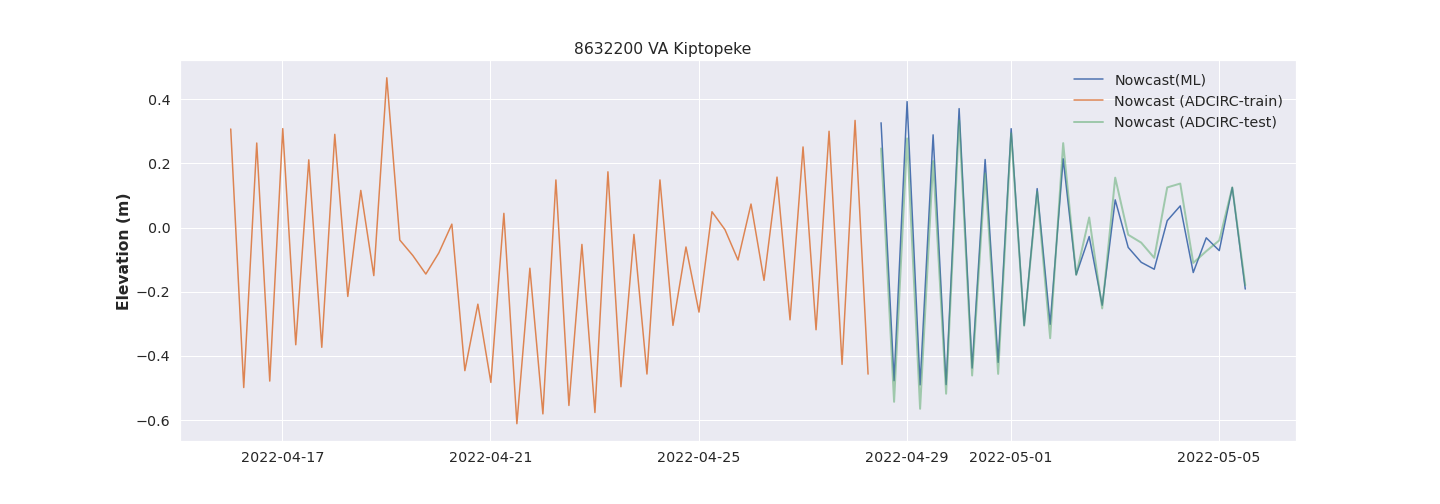 8632200 VA Kiptopeke
Nowcast(ML)
Nowcast (ADCIRC-train)
Nowcast (ADCIRC-test)
Elevation (m)
0.4
0.2
0.0
−0.2
−0.4
−0.6
2022-04-17
2022-04-21
2022-04-25
2022-04-29
2022-05-01
2022-05-05